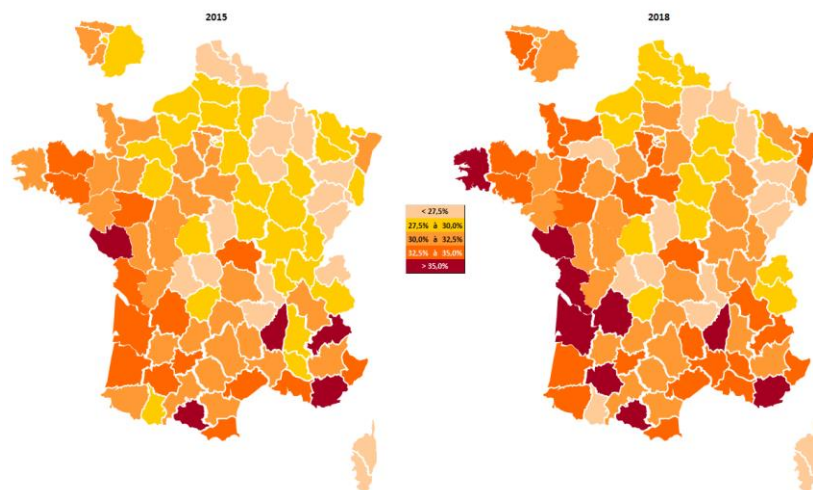 2015
2018
< 27,5%
27,5% à 30,0%
30,0% à 32,5%
32,5% à 35,0%
> 35,0%